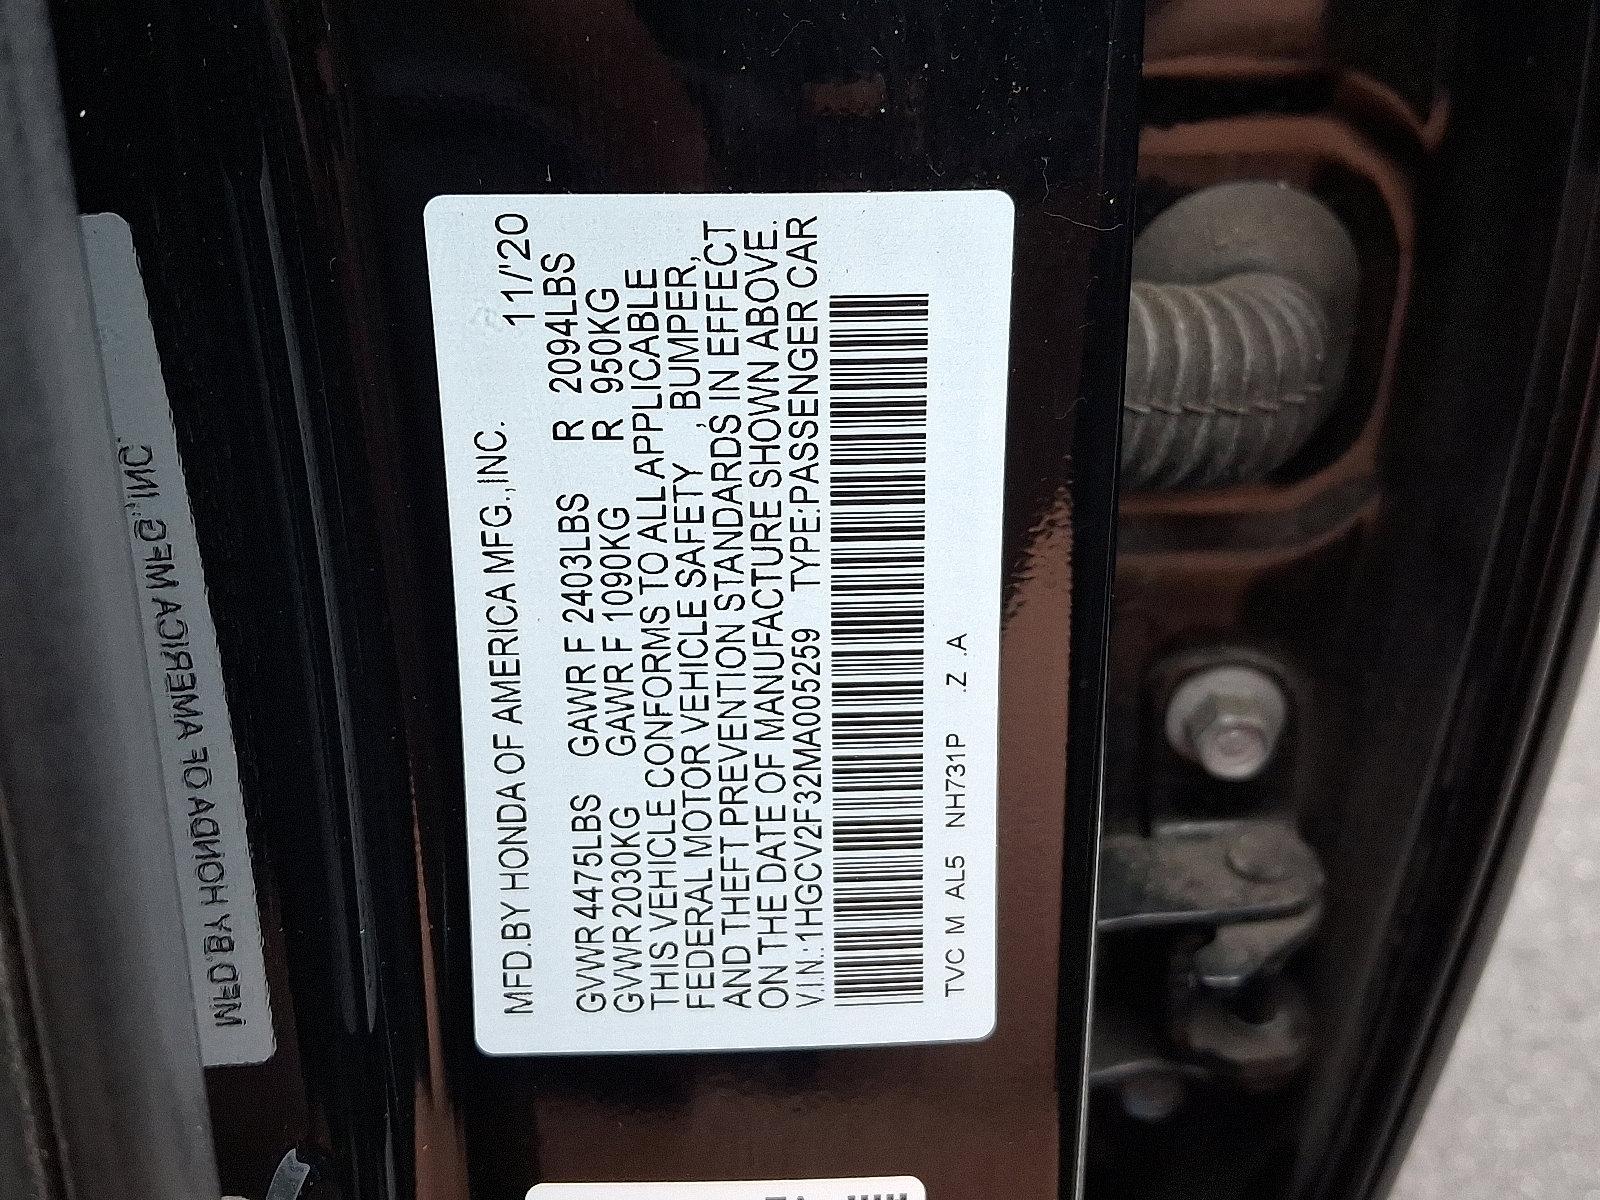 MFD.BY HONDA OF AMERICA MFG.,INC. 11/'20
GVWR 4475LBS GAWR F 2403LBS R 2094LBS
GVWR 2030KG GAWR F 1090KG R 950KG
THIS VEHICLE CONFORMS TO ALL APPLICABLE
FEDERAL MOTOR VEHICLE SAFETY , BUMPER,
AND THEFT PREVENTION STANDARDS IN EFFECT
ON THE DATE OF MANUFACTURE SHOWN ABOVE.
V.I.N.:1HGCV2F32MA005259 TYPE:PASSENGER CAR
TVC M AL5 NH731P .Z .A
MFD.BY HONDA OF AMERICA MFG.,INC.